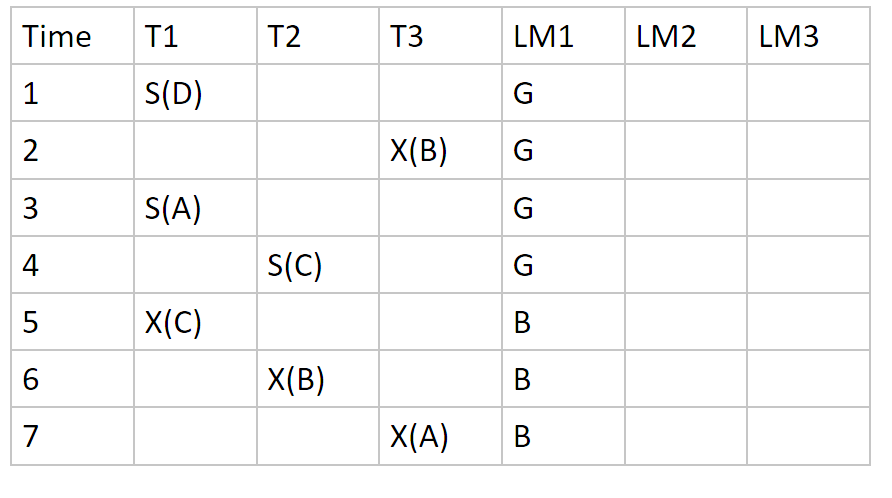 Time T1 T2 T3 LM1 LM2 LM3
1 S(D) G
2 X(B) G
3 S(A) G
4 S(C) G
5 X(C) B
6 X(B) B
7 X(A) B